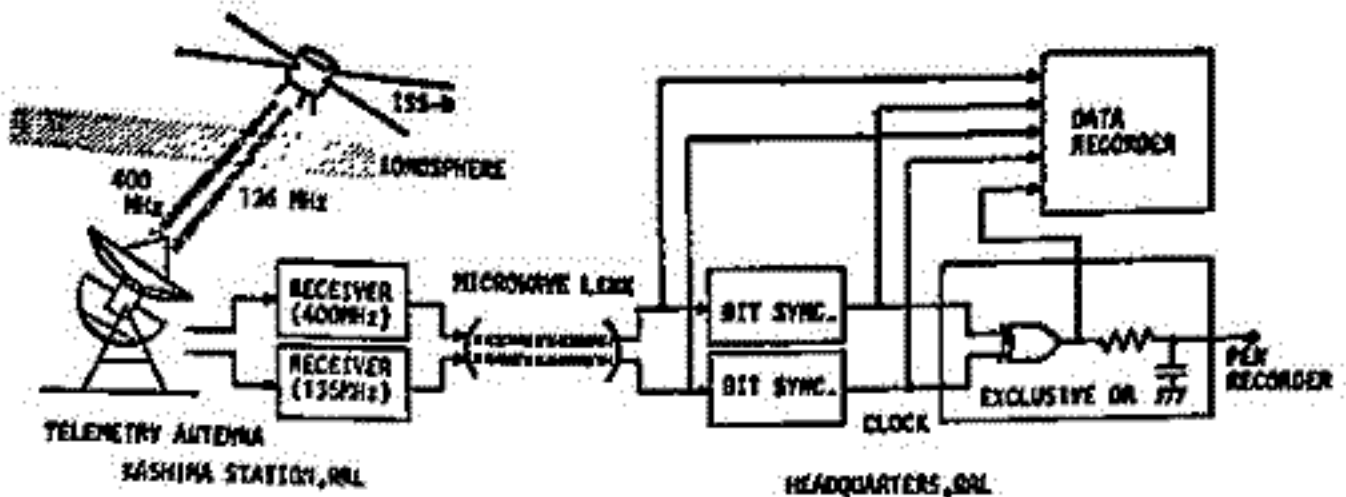 ISS-b
IONOSPHERE
400
MHz
136 MHz
DATA
RECORDER
RECEIVER
(400MHz)
RECEIVER
(136MHz)
MICROWAVE LINK
BIT SYNC.
BIT SYNC.
CLOCK
EXCLUSIVE OR
PEN
RECORDER
TELEMETRY ANTENNA
KASHIMA STATION,RRL
HEADQUARTERS,RRL